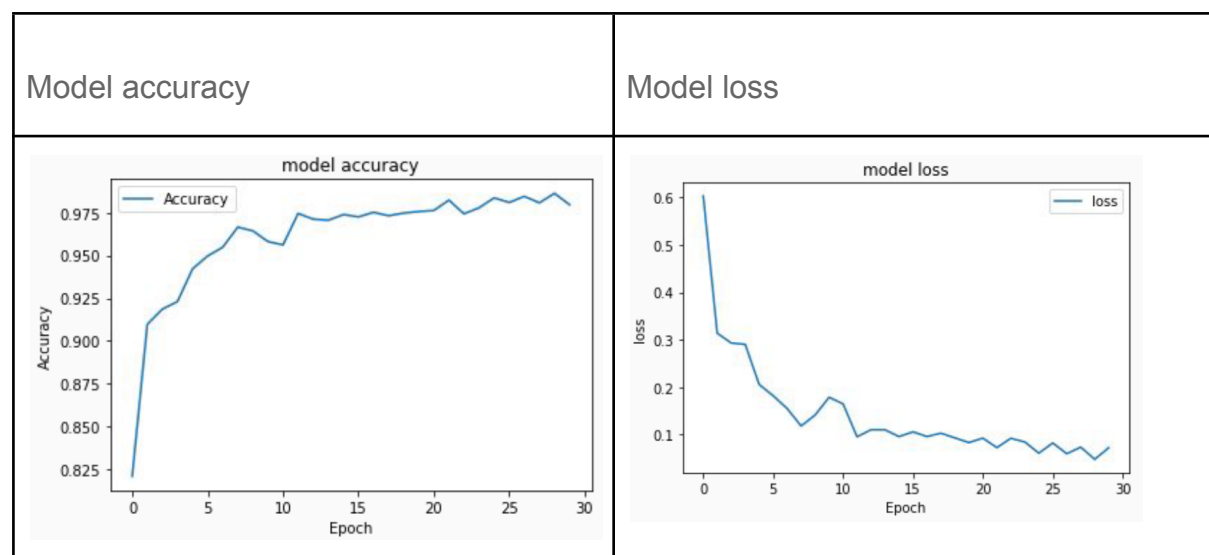 Model accuracy
Model loss
model accuracy
Accuracy
0.975
0.950
0.925
0.900
0.875
0.850
0.825
Accuracy
0 5 10 15 20 25 30
Epoch
model loss
loss
0.6
0.5
0.4
0.3
0.2
0.1
loss
0 5 10 15 20 25 30
Epoch